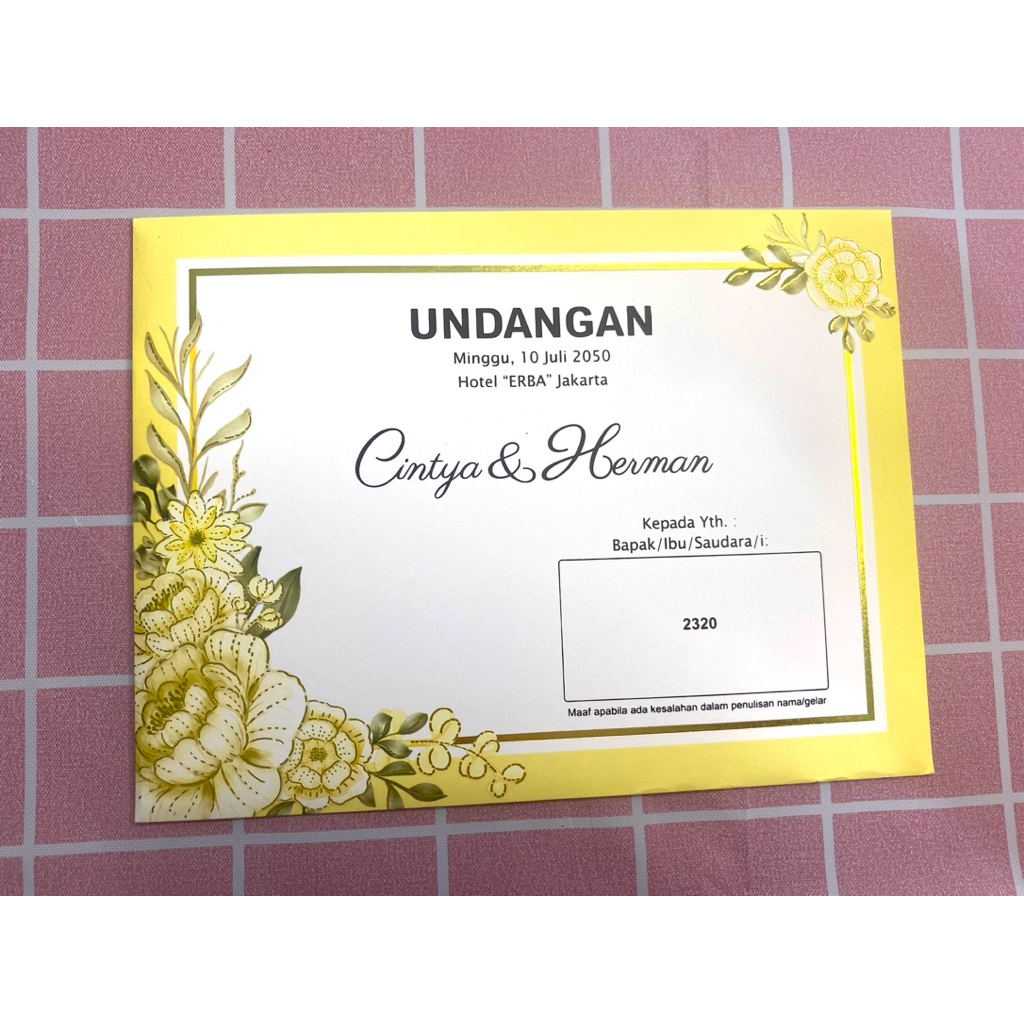 UNDANGAN
Minggu, 10 Juli 2050
Hotel “ERBA” Jakarta
Cintya & Herman
Kepada Yth. :
Bapak/Ibu/Saudara/i:
2320
Maaf apabila ada kesalahan dalam penulisan nama/gelar